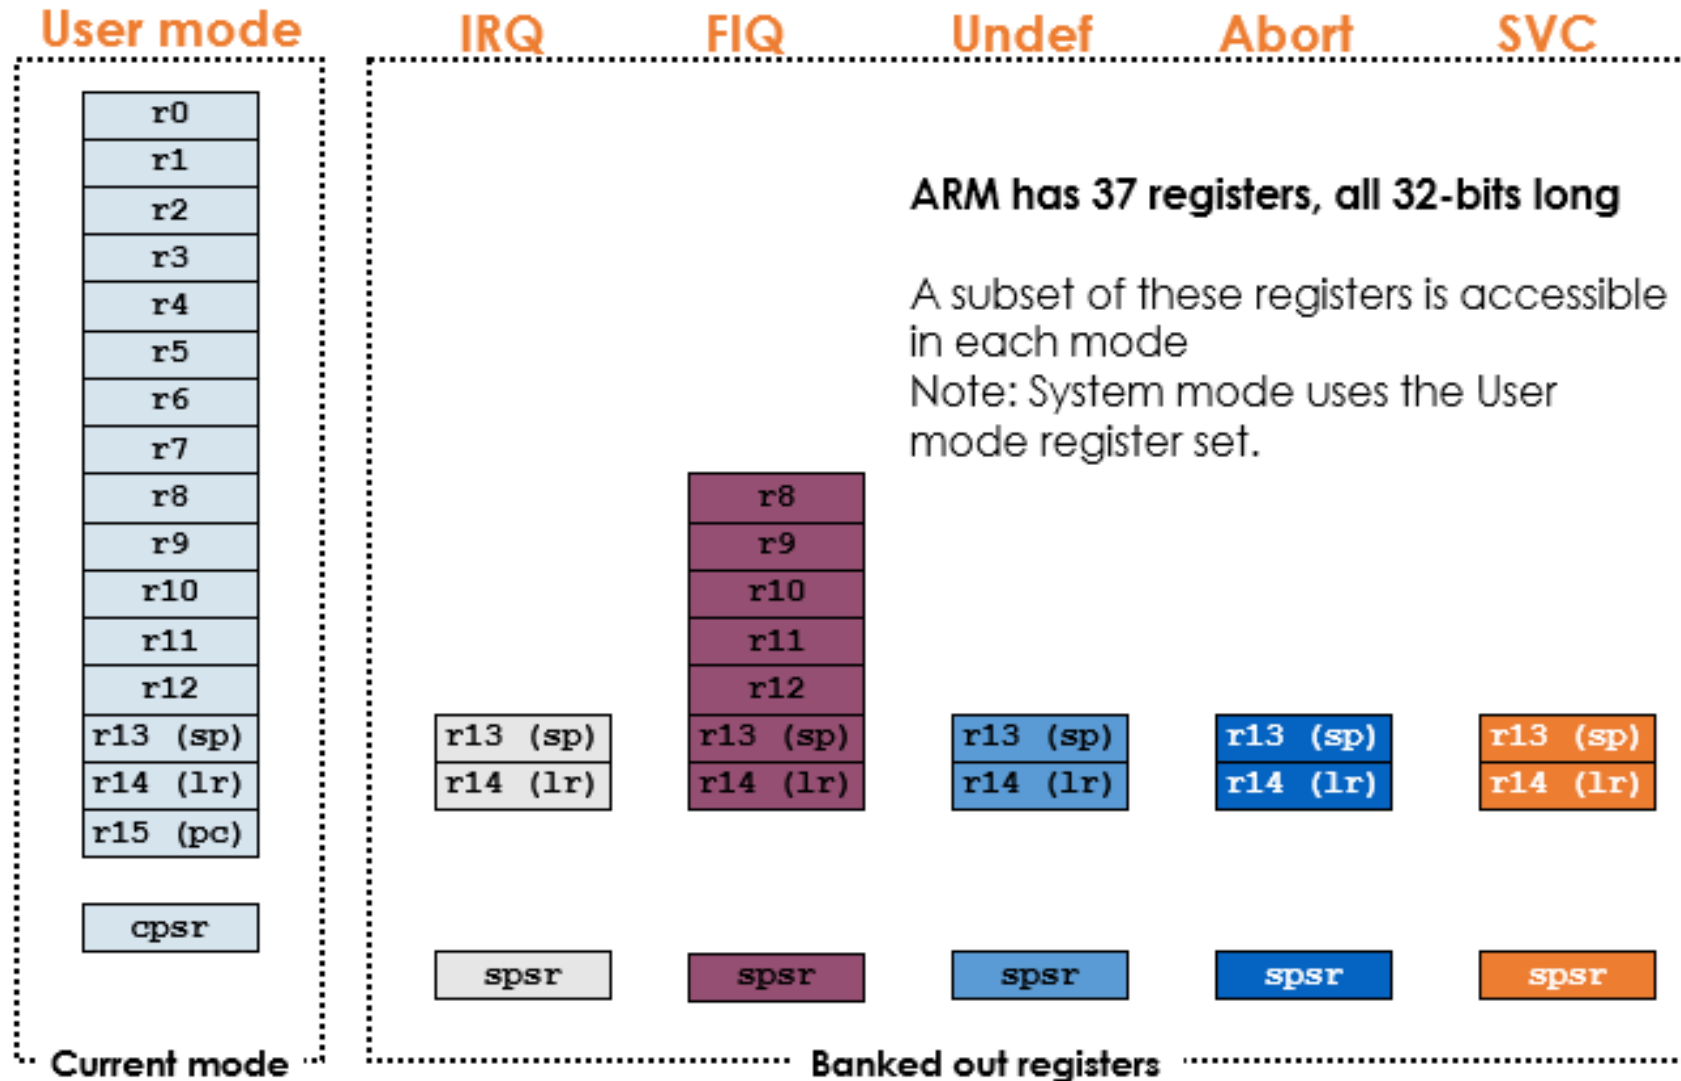 User mode
IRQ
FIQ
Undef
Abort
SVC
r0
r1
r2
r3
r4
r5
r6
r7
r8
r9
r10
r11
r12
r13 (sp)
r14 (lr)
r15 (pc)
cpsr
Current mode
r13 (sp)
r14 (lr)
spsr
r8
r9
r10
r11
r12
r13 (sp)
r14 (lr)
spsr
r13 (sp)
r14 (lr)
spsr
r13 (sp)
r14 (lr)
spsr
r13 (sp)
r14 (lr)
spsr
ARM has 37 registers, all 32-bits long
A subset of these registers is accessible
in each mode
Note: System mode uses the User
mode register set.
Banked out registers